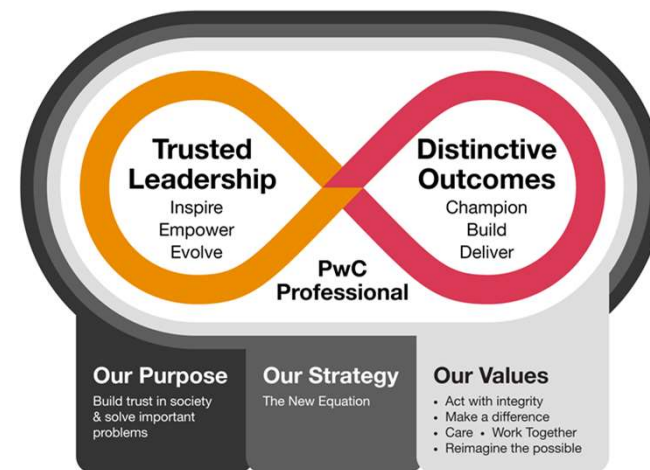 Trusted
Leadership
Inspire
Empower
Evolve
Distinctive
Outcomes
Champion
Build
Deliver
PwC
Professional
Our Purpose
Build trust in society
& solve important
problems
Our Strategy
The New Equation
Our Values
• Act with integrity
• Make a difference
• Care • Work Together
• Reimagine the possible